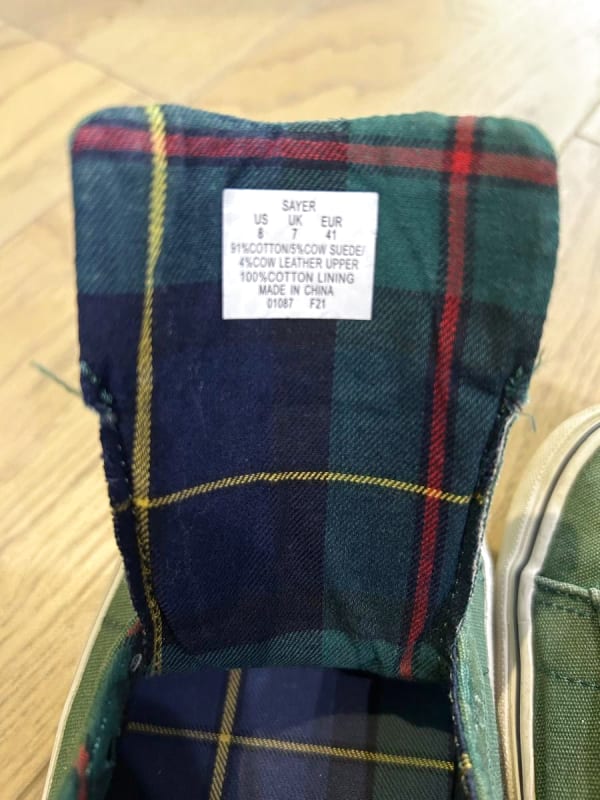 SAYER
US UK EUR
8 7 41
91%COTTON/5%COW SUEDE/
4%COW LEATHER UPPER
100%COTTON LINING
MADE IN CHINA
01087 F21